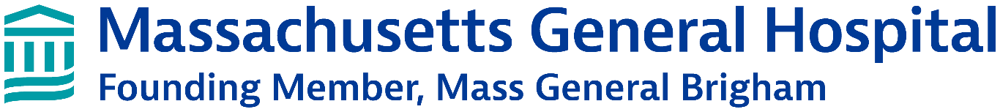 Massachusetts General Hospital
Founding Member, Mass General Brigham